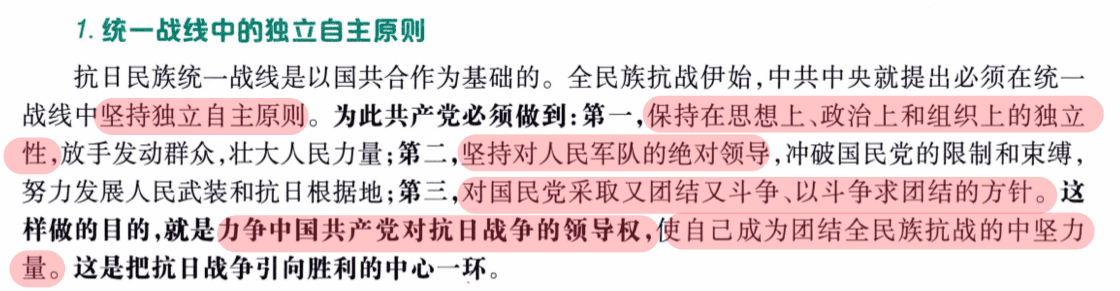 1. 统一战线中的独立自主原则
抗日民族统一战线是以国共合作为基础的。全民族抗战伊始,中共中央就提出必须在统一
战线中坚持独立自主原则。为此共产党必须做到:第一,保持在思想上、政治上和组织上的独立
性,放手发动群众,壮大人民力量;第二,坚持对人民军队的绝对领导,冲破国民党的限制和束缚,
努力发展人民武装和抗日根据地;第三,对国民党采取又团结又斗争、以斗争求团结的方针。这
样做的目的,就是力争中国共产党对抗日战争的领导权,使自己成为团结全民族抗战的中坚力
量。这是把抗日战争引向胜利的中心一环。